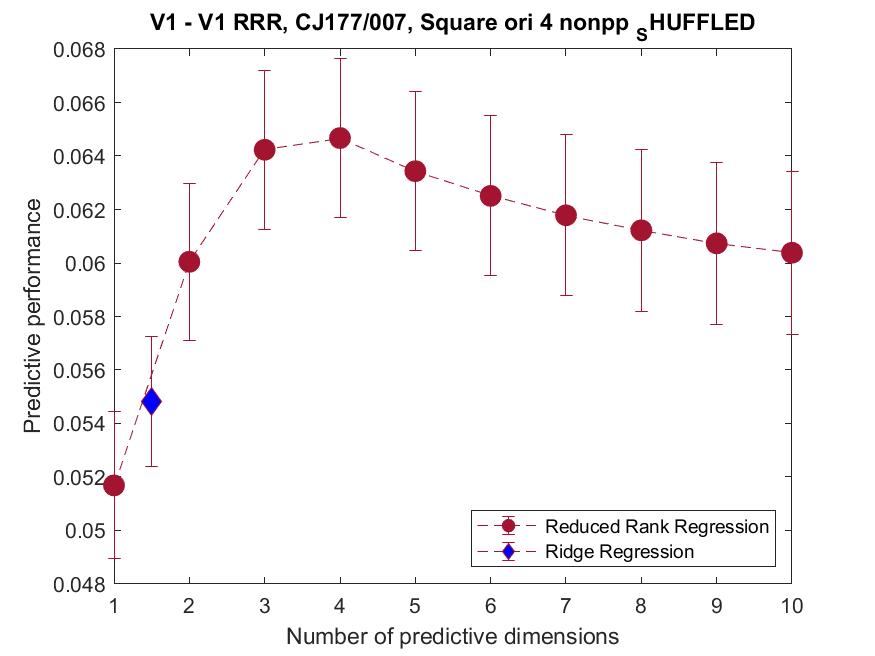 V1 - V1 RRR, CJ177/007, Square ori 4 nonpp SHUFFLED
0.068
0.066
0.064
0.062
0.06
0.058
0.056
0.054
0.052
0.05
0.048
Predictive performance
Reduced Rank Regression
Ridge Regression
1 2 3 4 5 6 7 8 9 10
Number of predictive dimensions